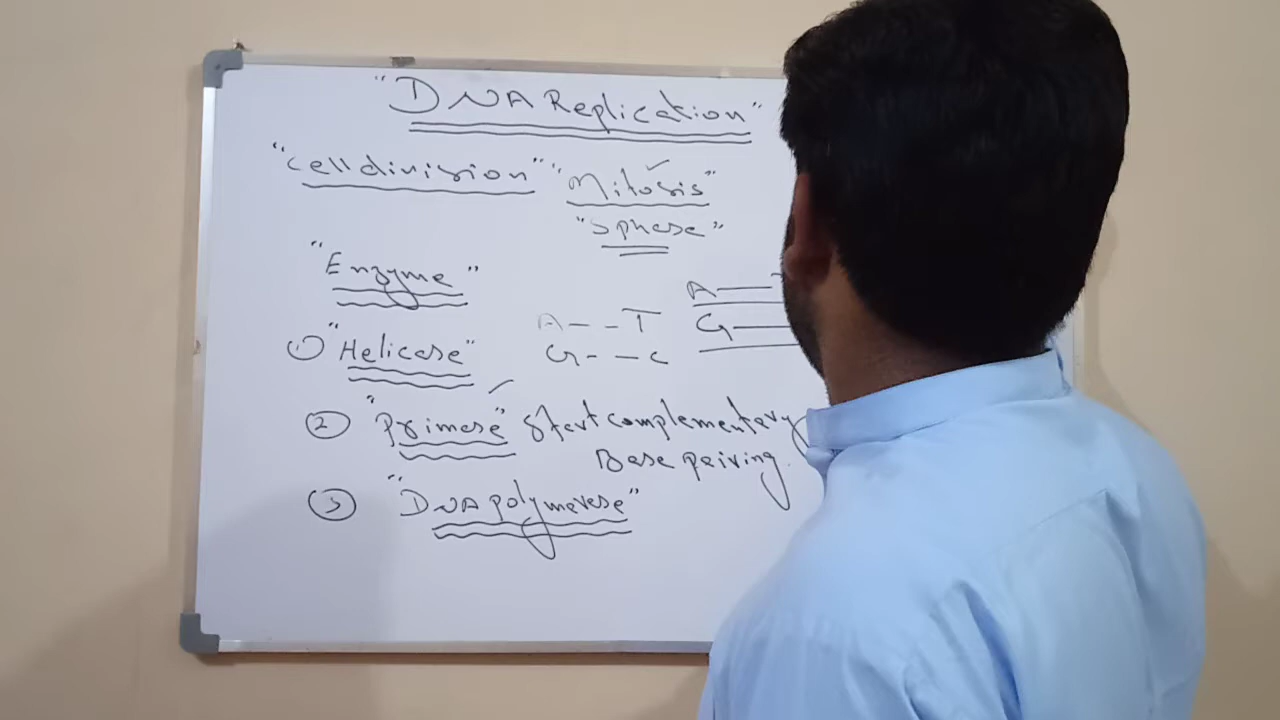 "DNA Replication"
"Cell division" "Mitosis"
"S phase"
"Enzyme"
A —
A - - T
G —
① "Helicase"
G - - C
② "Primase" Start complementary
Base pairing.
③ "DNA polymerase"